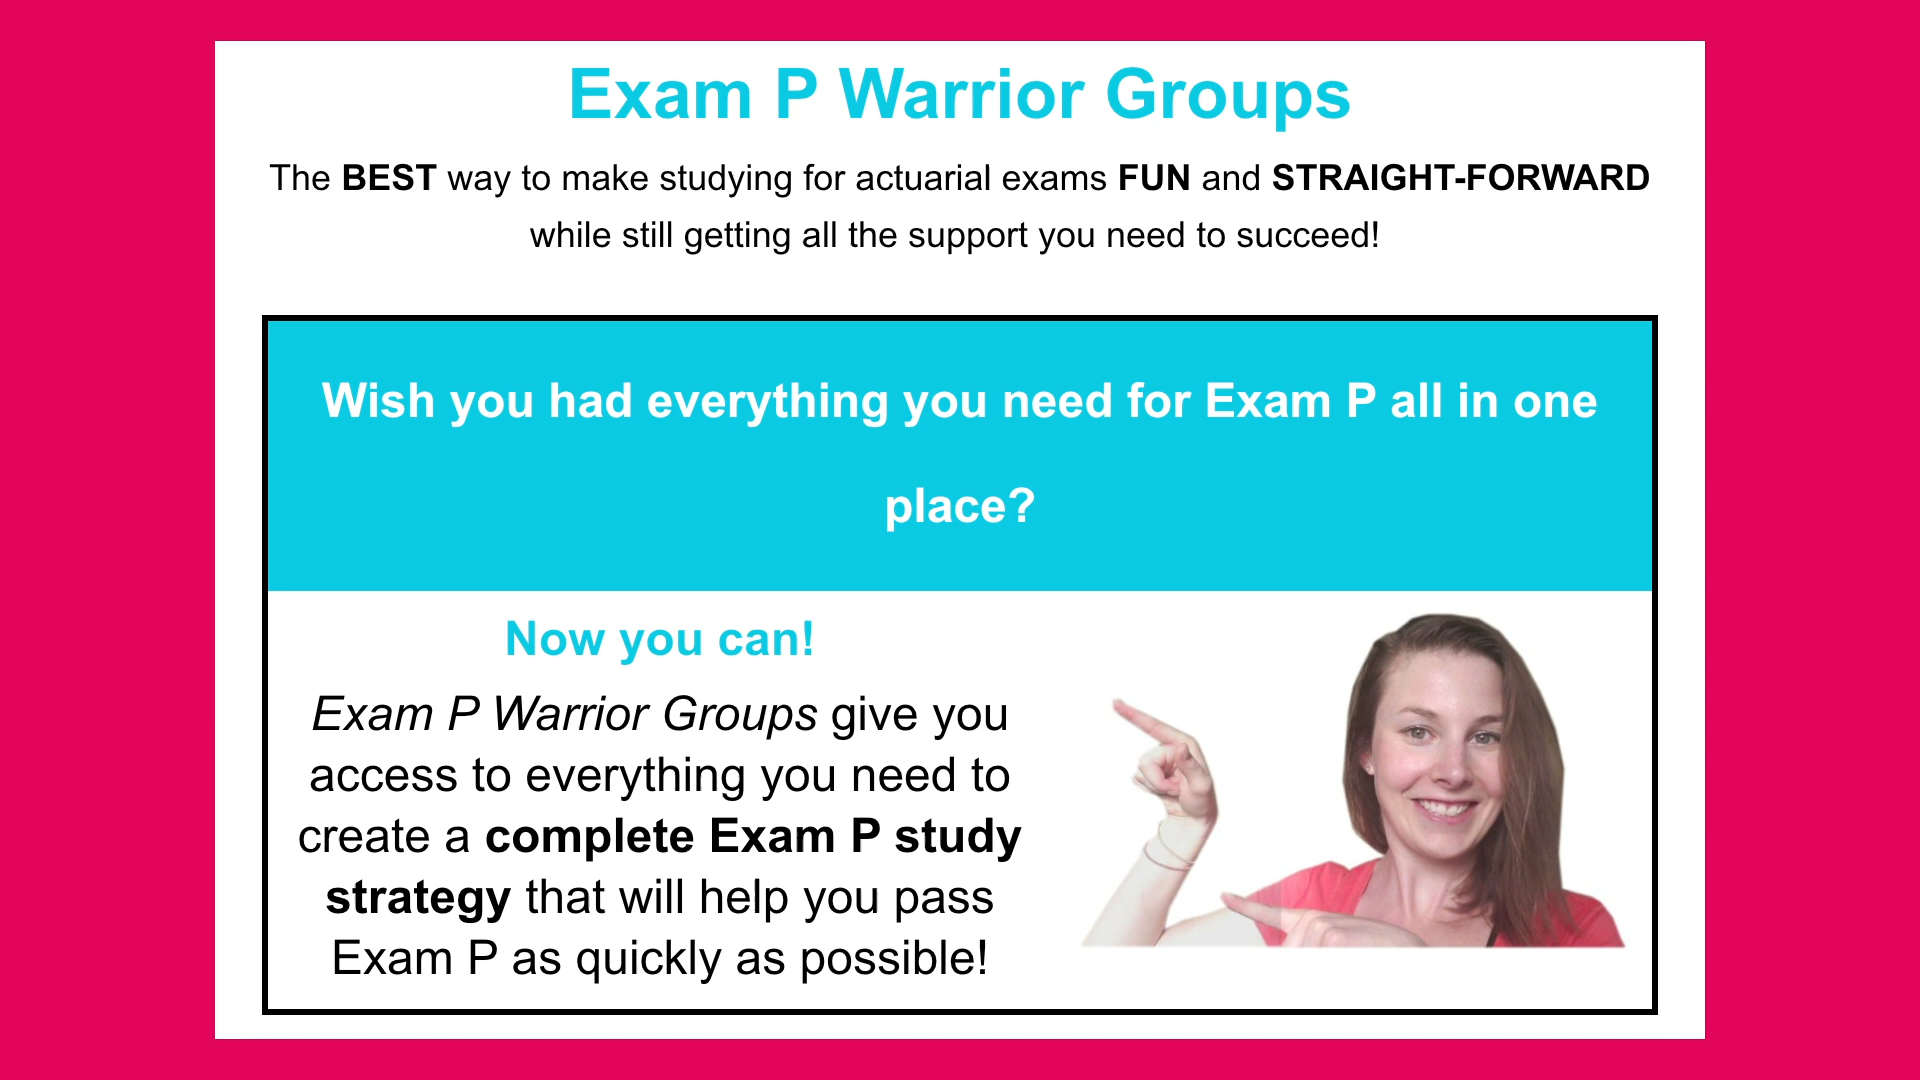 Exam P Warrior Groups
The BEST way to make studying for actuarial exams FUN and STRAIGHT-FORWARD
while still getting all the support you need to succeed!
Wish you had everything you need for Exam P all in one
place?
Now you can!
Exam P Warrior Groups give you
access to everything you need to
create a complete Exam P study
strategy that will help you pass
Exam P as quickly as possible!